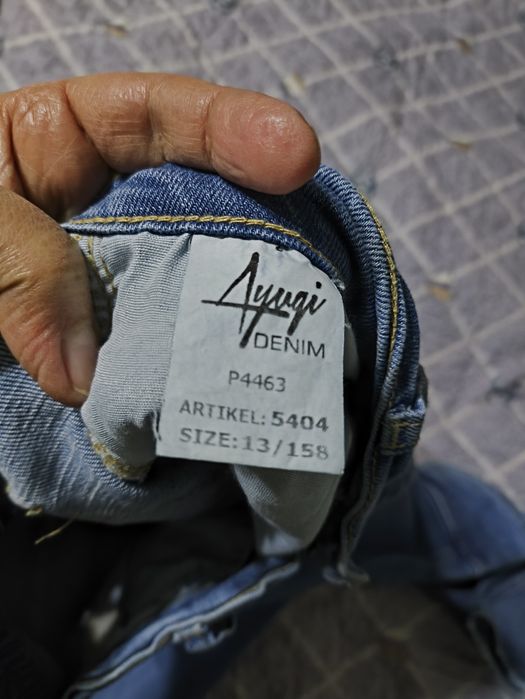 Ayugi
DENIM
P4463
ARTIKEL: 5404
SIZE: 13/158